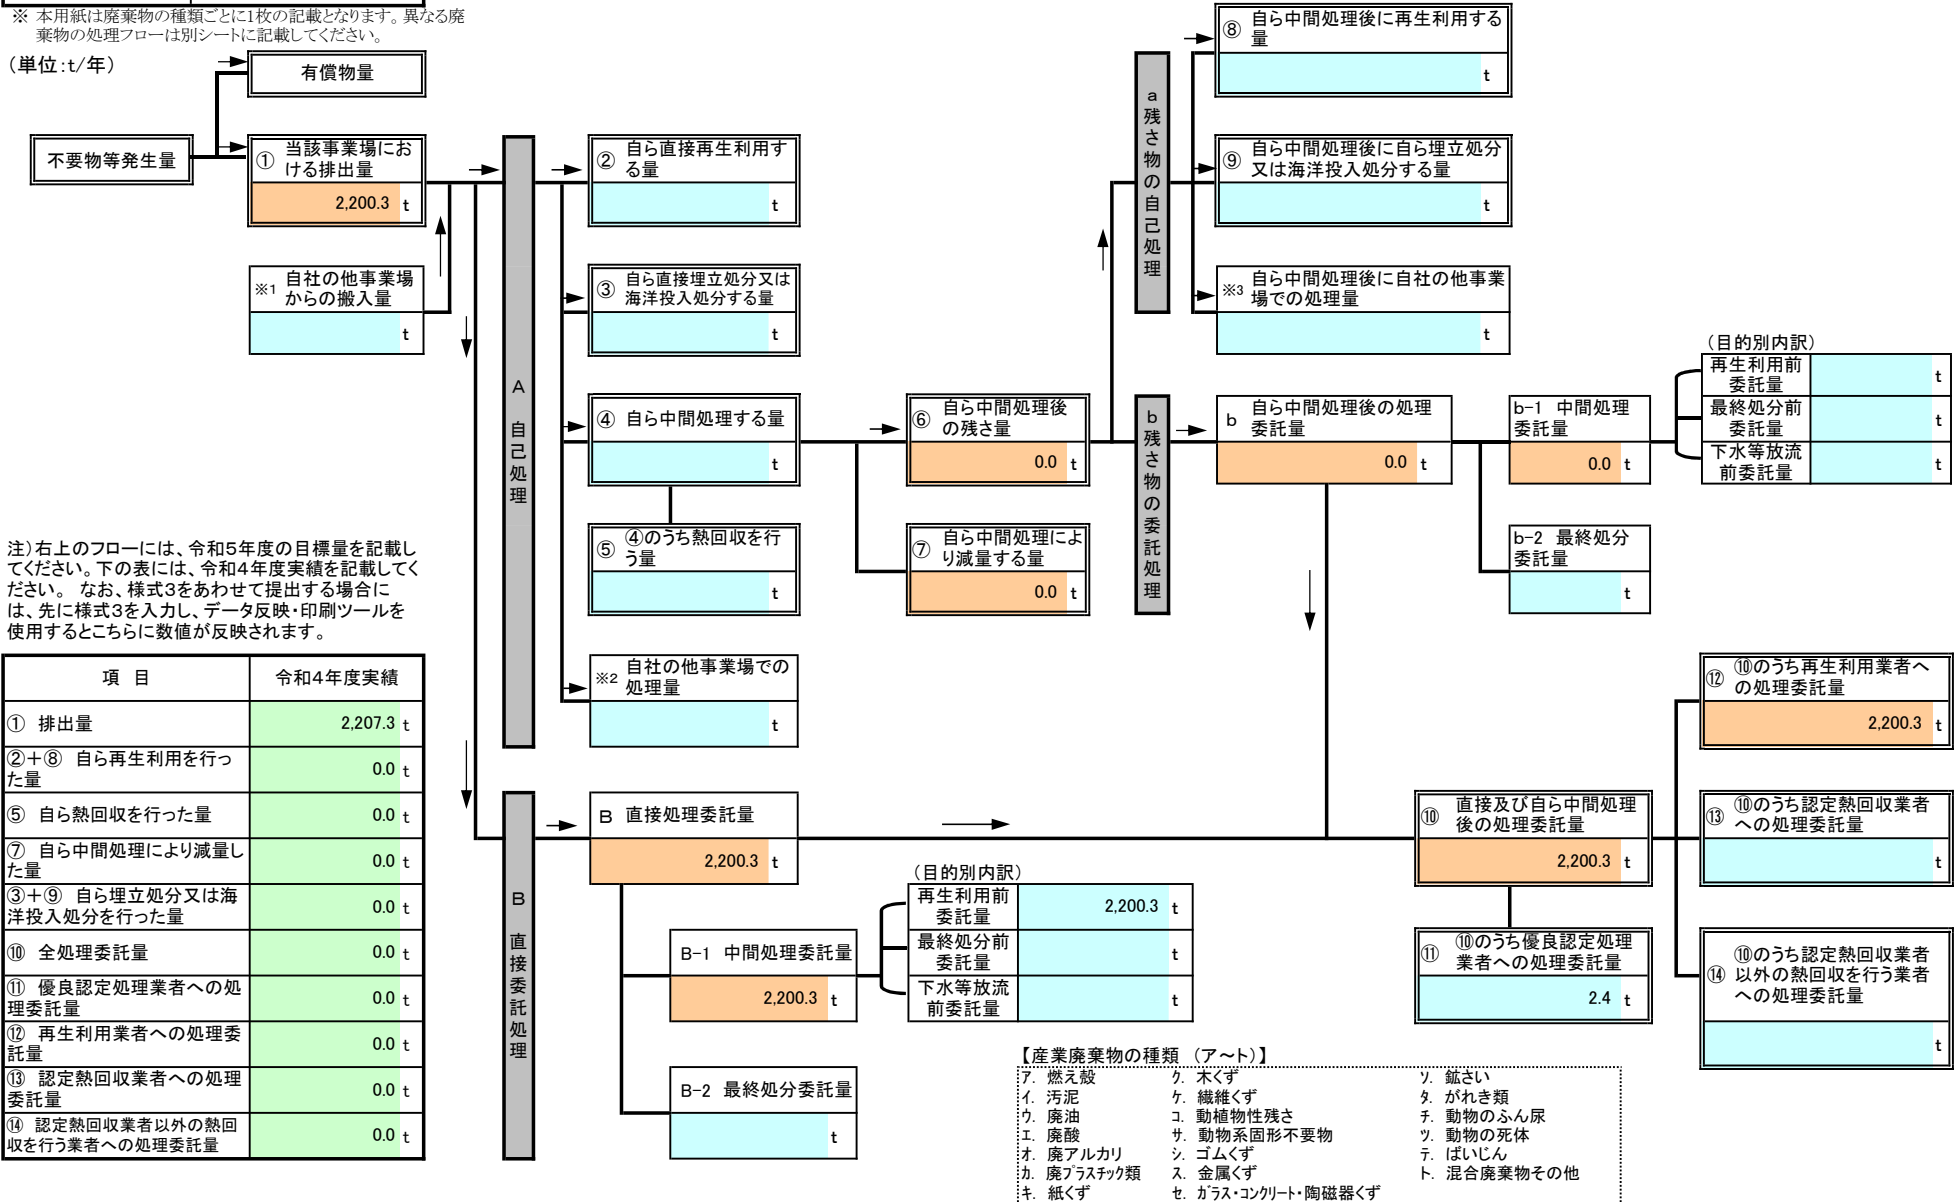 ※ 本用紙は廃棄物の種類ごとに1枚の記載となります。異なる廃
棄物の処理フローは別シートに記載してください。
(単位:t/年)
有償物量
不要物等発生量
① 当該事業場にお
ける排出量
2,200.3 t
※1 自社の他事業場
からの搬入量
t
A 自己処理
② 自ら直接再生利用す
る量
t
③ 自ら直接埋立処分又は
海洋投入処分する量
t
④ 自ら中間処理する量
t
⑤ ④のうち熱回収を行
う量
t
※2 自社の他事業場での
処理量
t
⑥ 自ら中間処理後
の残さ量
0.0 t
⑦ 自ら中間処理によ
り減量する量
0.0 t
a 残さ物の自己処理
⑧ 自ら中間処理後に再生利用する
量
t
⑨ 自ら中間処理後に自ら埋立処分
又は海洋投入処分する量
t
※3 自ら中間処理後に自社の他事業
場での処理量
t
b 残さ物の委託処理
b 自ら中間処理後の処理
委託量
0.0 t
b-1 中間処理
委託量
0.0 t
b-2 最終処分
委託量
t
(目的別内訳)
再生利用前
委託量
t
最終処分前
委託量
t
下水等放流
前委託量
t
注)右上のフローには、令和5年度の目標量を記載し
てください。下の表には、令和4年度実績を記載してく
ださい。 なお、様式3をあわせて提出する場合に
は、先に様式3を入力し、データ反映・印刷ツールを
使用するとこちらに数値が反映されます。
項 目 令和4年度実績
① 排出量 2,207.3 t
②+⑧ 自ら再生利用を行っ
た量 0.0 t
⑤ 自ら熱回収を行った量 0.0 t
⑦ 自ら中間処理により減量し
た量 0.0 t
③+⑨ 自ら埋立処分又は海
洋投入処分を行った量 0.0 t
⑩ 全処理委託量 0.0 t
⑪ 優良認定処理業者への処
理委託量 0.0 t
⑫ 再生利用業者への処理委
託量 0.0 t
⑬ 認定熱回収業者への処理
委託量 0.0 t
⑭ 認定熱回収業者以外の熱回
収を行う業者への処理委託量 0.0 t
B 直接委託処理
B 直接処理委託量
2,200.3 t
B-1 中間処理委託量
2,200.3 t
B-2 最終処分委託量
t
(目的別内訳)
再生利用前
委託量
2,200.3 t
最終処分前
委託量
t
下水等放流
前委託量
t
⑩ 直接及び自ら中間処理
後の処理委託量
2,200.3 t
⑪ ⑩のうち優良認定処理
業者への処理委託量
2.4 t
⑫ ⑩のうち再生利用業者へ
の処理委託量
2,200.3 t
⑬ ⑩のうち認定熱回収業者
への処理委託量
t
⑭ ⑩のうち認定熱回収業者
以外の熱回収を行う業者
への処理委託量
t
【産業廃棄物の種類 (ア~ト)】
ア. 燃え殻 ク. 木くず ソ. 鉱さい
イ. 汚泥 ケ. 繊維くず タ. がれき類
ウ. 廃油 コ. 動植物性残さ チ. 動物のふん尿
エ. 廃酸 サ. 動物系固形不要物 ツ. 動物の死体
オ. 廃アルカリ シ. ゴムくず テ. ばいじん
カ. 廃プラスチック類 ス. 金属くず ト. 混合廃棄物その他
キ. 紙くず セ. ガラス・コンクリート・陶磁器くず